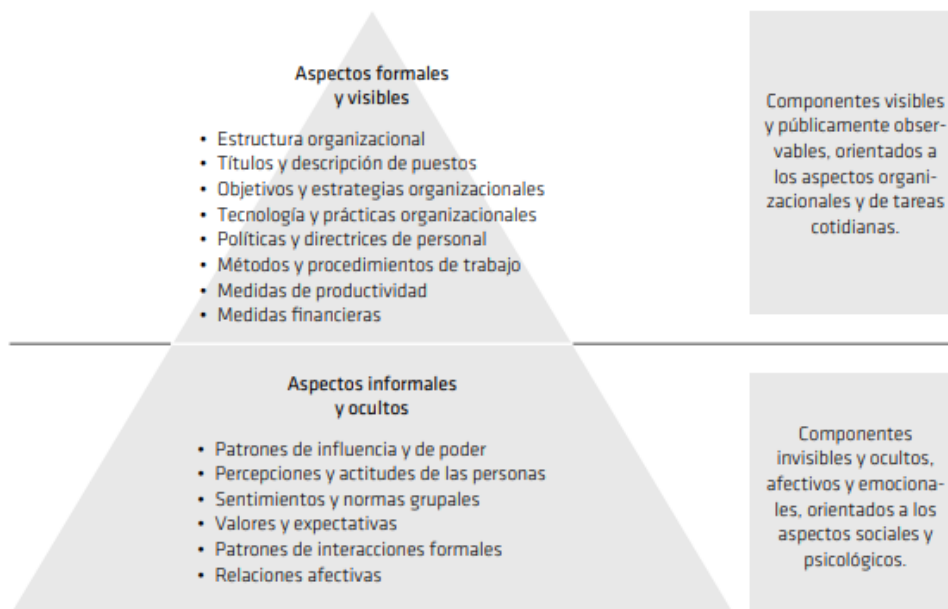 Aspectos formales
y visibles
• Estructura organizacional
• Títulos y descripción de puestos
• Objetivos y estrategias organizacionales
• Tecnología y prácticas organizacionales
• Políticas y directrices de personal
• Métodos y procedimientos de trabajo
• Medidas de productividad
• Medidas financieras
Componentes visibles
y públicamente obser-
vables, orientados a
los aspectos organi-
zacionales y de tareas
cotidianas.
Aspectos informales
y ocultos
• Patrones de influencia y de poder
• Percepciones y actitudes de las personas
• Sentimientos y normas grupales
• Valores y expectativas
• Patrones de interacciones formales
• Relaciones afectivas
Componentes
invisibles y ocultos,
afectivos y emociona-
les, orientados a los
aspectos sociales y
psicológicos.